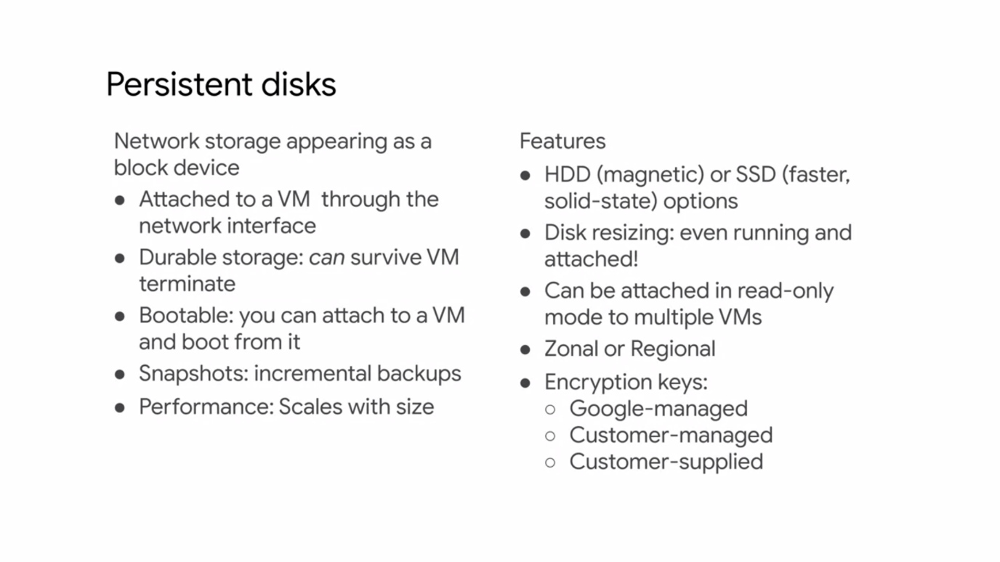 Persistent disks
Network storage appearing as a
block device
● Attached to a VM  through the
network interface
● Durable storage: can survive VM
terminate
● Bootable: you can attach to a VM
and boot from it
● Snapshots: incremental backups
● Performance: Scales with size
Features
● HDD (magnetic) or SSD (faster,
solid-state) options
● Disk resizing: even running and
attached!
● Can be attached in read-only
mode to multiple VMs
● Zonal or Regional
● Encryption keys:
○ Google-managed
○ Customer-managed
○ Customer-supplied